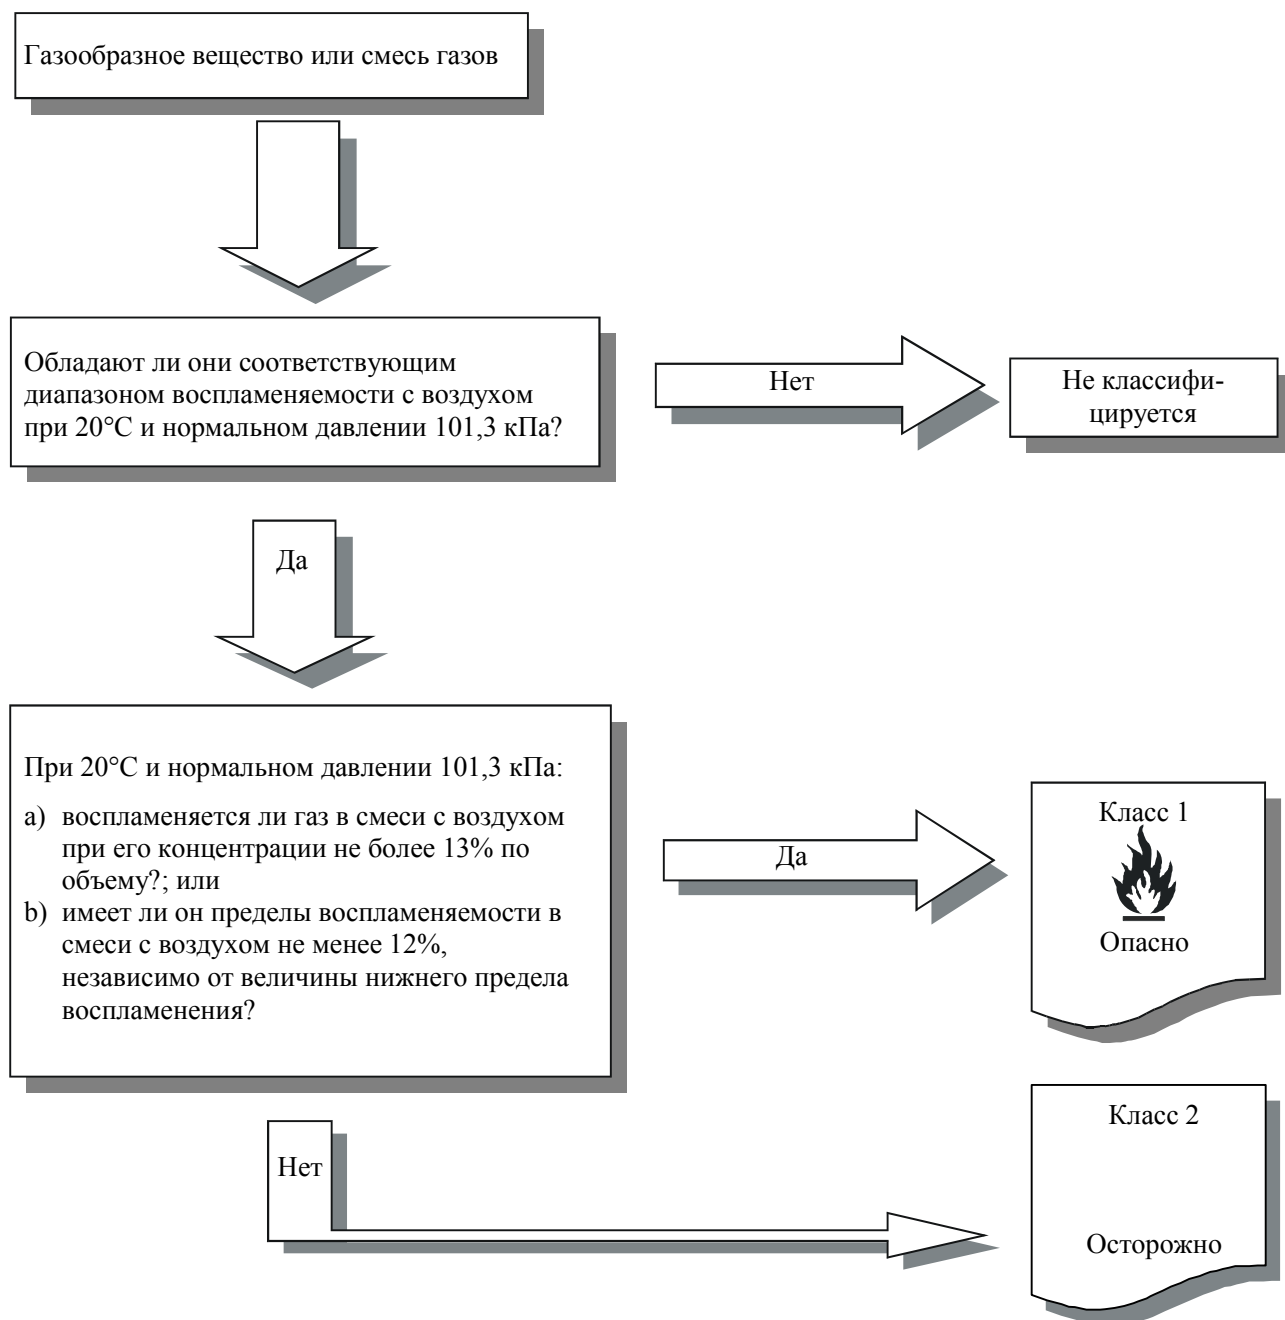 Газообразное вещество или смесь газов
Обладают ли они соответствующим
диапазоном воспламеняемости с воздухом
при 20°С и нормальном давлении 101,3 кПа?
Нет
Не классифи-
цируется
Да
При 20°С и нормальном давлении 101,3 кПа:
a) воспламеняется ли газ в смеси с воздухом
при его концентрации не более 13% по
объему?; или
b) имеет ли он пределы воспламеняемости в
смеси с воздухом не менее 12%,
независимо от величины нижнего предела
воспламенения?
Да
Класс 1
Опасно
Нет
Класс 2
Осторожно